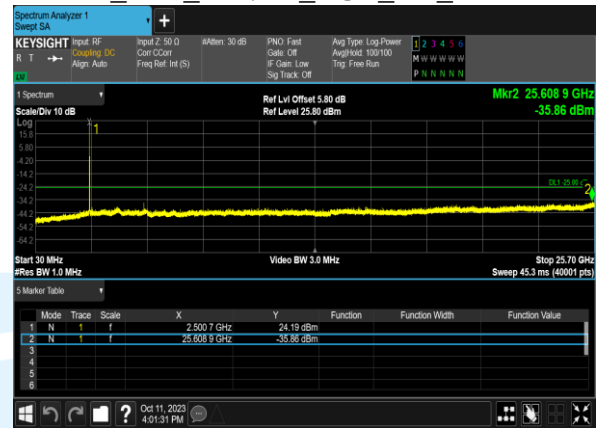 Spectrum Analyzer 1
Swept SA
+
KEYSIGHT Input: RF Input Z: 50 Ω #Atten: 30 dB PNO: Fast Avg Type: Log-Power 1 2 3 4 5 6
R T Coupling: DC Corr CCorr Gate: Off Avg|Hold: 100/100 M W W W W W
Align: Auto Freq Ref: Int (S) IF Gain: Low Trig: Free Run
Sig Track: Off P N N N N N
1 Spectrum Ref Lvl Offset 5.80 dB Mkr2 25.608 9 GHz
Scale/Div 10 dB Ref Level 25.80 dBm -35.86 dBm
Log
15.8
5.80
-4.20
-14.2
-24.2
-34.2
-44.2
-54.2
-64.2
1
DL1 -25.00
2
Start 30 MHz Video BW 3.0 MHz Stop 25.70 GHz
#Res BW 1.0 MHz Sweep 45.3 ms (40001 pts)
5 Marker Table
Mode Trace Scale X Y Function Function Width Function Value
1 N 1 f 2.500 7 GHz 24.19 dBm
2 N 1 f 25.608 9 GHz -35.86 dBm
3
4
5
6
? Oct 11, 2023
4:01:31 PM